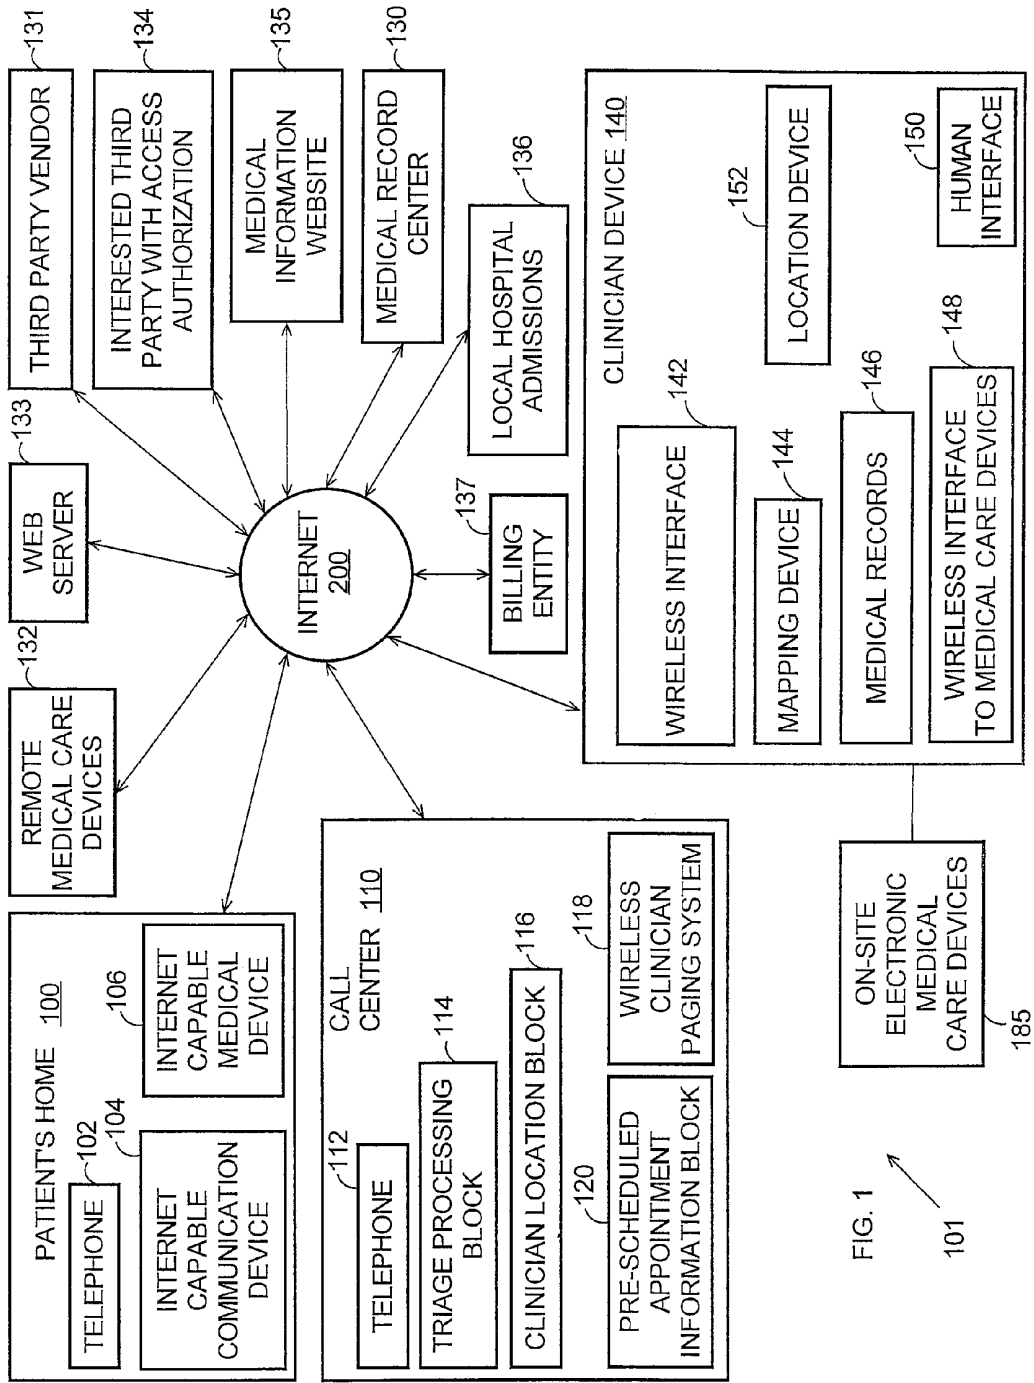 PATIENT'S HOME 100
TELEPHONE
102
104
INTERNET
CAPABLE
COMMUNICATION
DEVICE
106
INTERNET
CAPABLE
MEDICAL
DEVICE
132
REMOTE
MEDICAL CARE
DEVICES
133
WEB
SERVER
131
THIRD PARTY VENDOR
134
INTERESTED THIRD
PARTY WITH ACCESS
AUTHORIZATION
135
MEDICAL
INFORMATION
WEBSITE
130
MEDICAL RECORD
CENTER
136
LOCAL HOSPITAL
ADMISSIONS
INTERNET
200
137
BILLING
ENTITY
CALL
CENTER 110
112
TELEPHONE
114
TRIAGE PROCESSING
BLOCK
116
CLINICIAN LOCATION BLOCK
118
WIRELESS
CLINICIAN
PAGING SYSTEM
120
PRE-SCHEDULED
APPOINTMENT
INFORMATION BLOCK
CLINICIAN DEVICE 140
142
WIRELESS INTERFACE
144
MAPPING DEVICE
146
MEDICAL RECORDS
148
WIRELESS INTERFACE
TO MEDICAL CARE DEVICES
152
LOCATION DEVICE
150
HUMAN
INTERFACE
ON-SITE
ELECTRONIC
MEDICAL
CARE DEVICES
185
FIG. 1
101